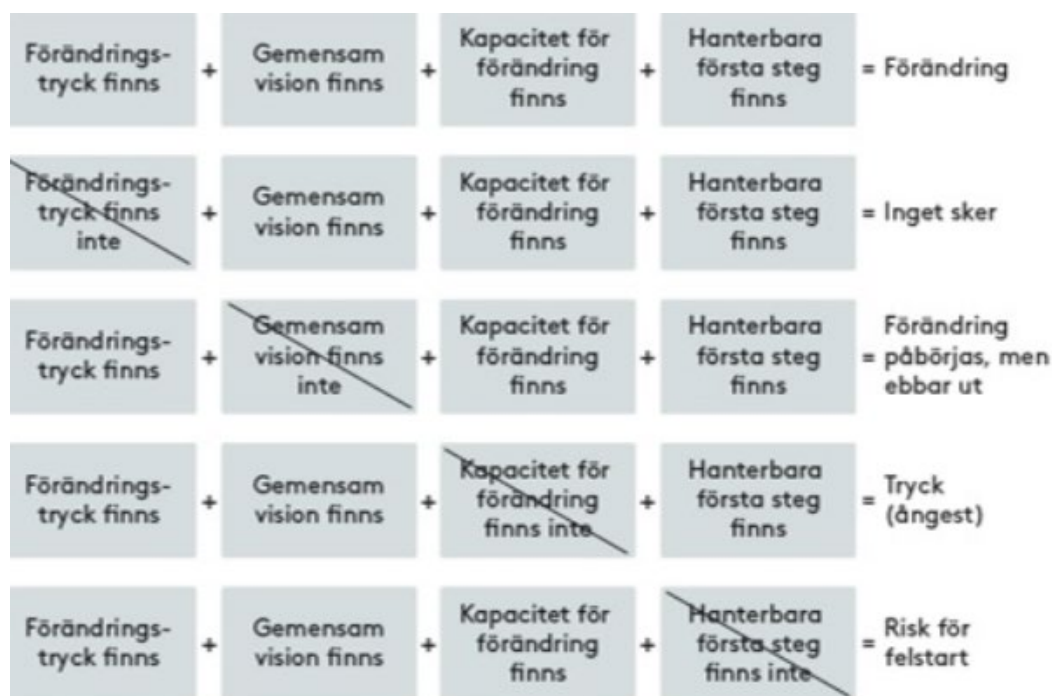 Förändrings-
tryck finns
+
Gemensam
vision finns
+
Kapacitet för
förändring
finns
+
Hanterbara
första steg
finns
= Förändring
Förändrings-
tryck finns
inte
+
Gemensam
vision finns
+
Kapacitet för
förändring
finns
+
Hanterbara
första steg
finns
= Inget sker
Förändrings-
tryck finns
+
Gemensam
vision finns
inte
+
Kapacitet för
förändring
finns
+
Hanterbara
första steg
finns
Förändring
= påbörjas, men
ebbar ut
Förändrings-
tryck finns
+
Gemensam
vision finns
+
Kapacitet för
förändring
finns inte
+
Hanterbara
första steg
finns
= Tryck
(ångest)
Förändrings-
tryck finns
+
Gemensam
vision finns
+
Kapacitet för
förändring
finns
+
Hanterbara
första steg
finns inte
= Risk för
felstart